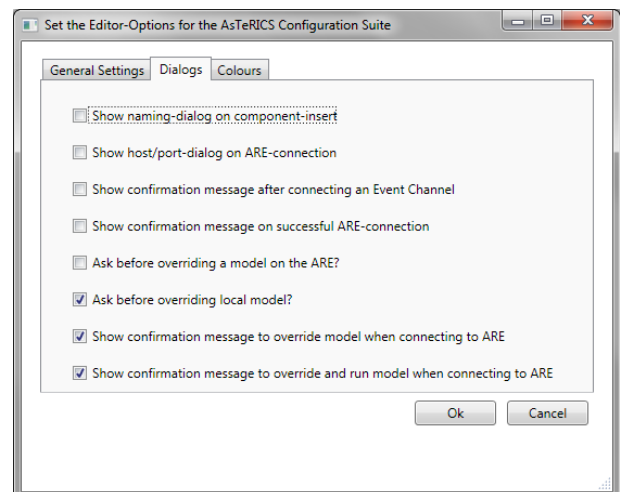 Set the Editor-Options for the AsTeRICS Configuration Suite
General Settings Dialogs Colours
Show naming-dialog on component-insert
Show host/port-dialog on ARE-connection
Show confirmation message after connecting an Event Channel
Show confirmation message on successful ARE-connection
Ask before overriding a model on the ARE?
Ask before overriding local model?
Show confirmation message to override model when connecting to ARE
Show confirmation message to override and run model when connecting to ARE
Ok Cancel